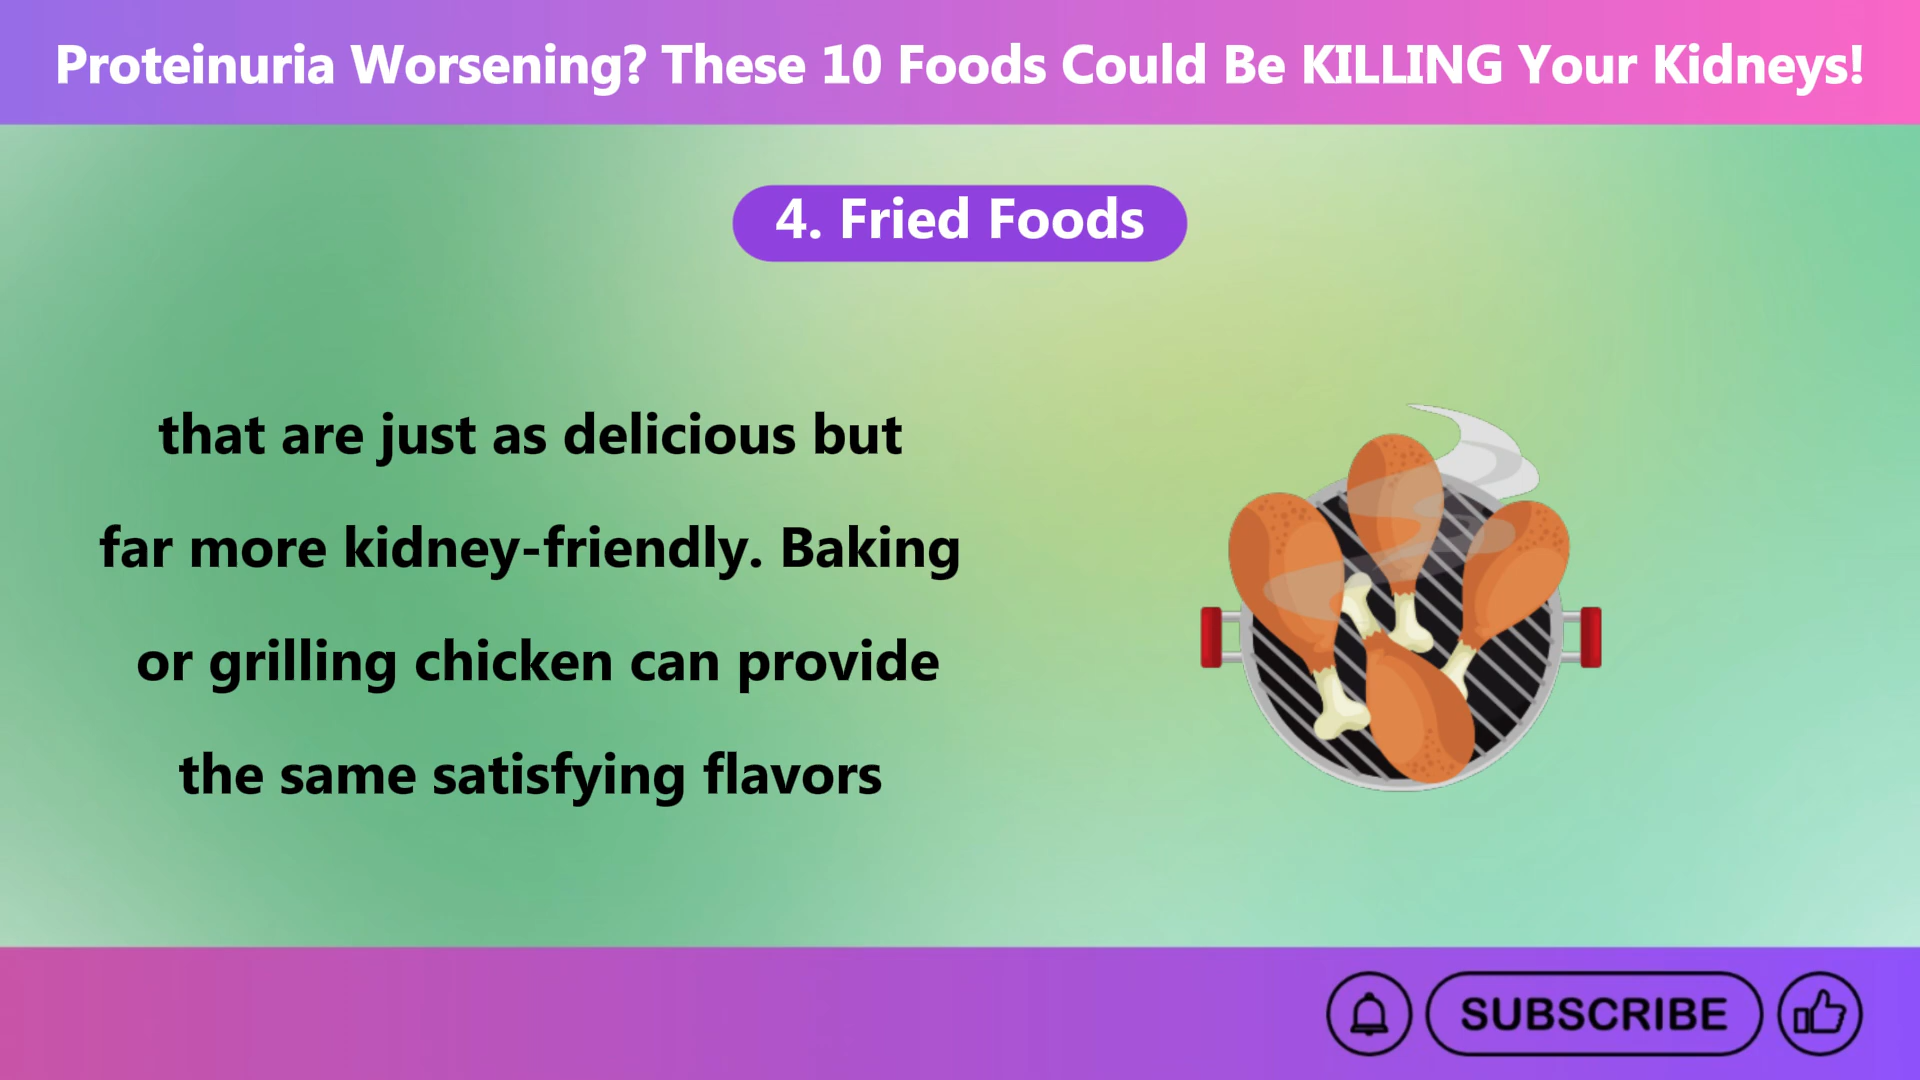 Proteinuria Worsening? These 10 Foods Could Be KILLING Your Kidneys!
4. Fried Foods
that are just as delicious but
far more kidney-friendly. Baking
or grilling chicken can provide
the same satisfying flavors
SUBSCRIBE